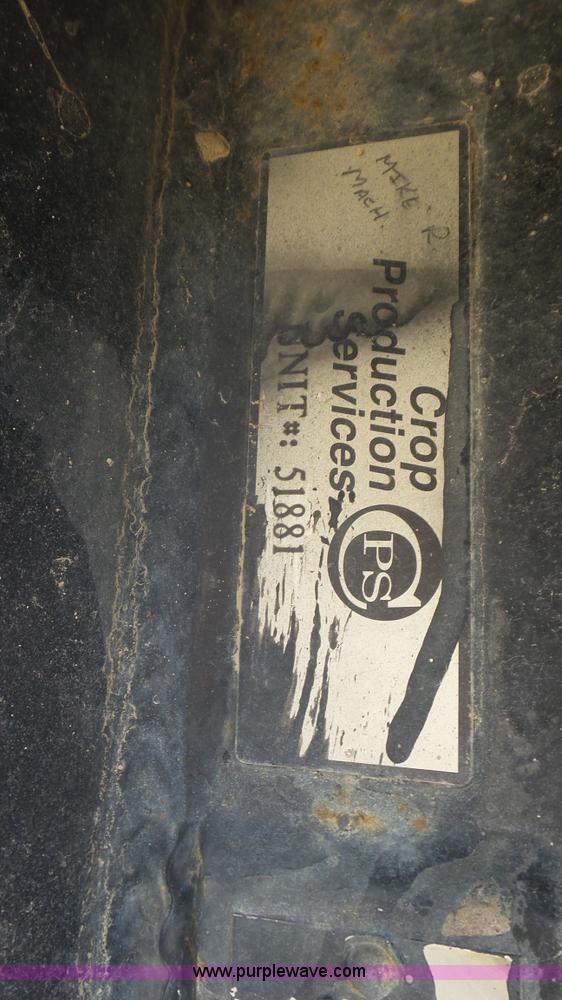 MIKE. R
MACH.
Crop
Production
Services
CPS
UNIT#: 51881
www.purplewave.com